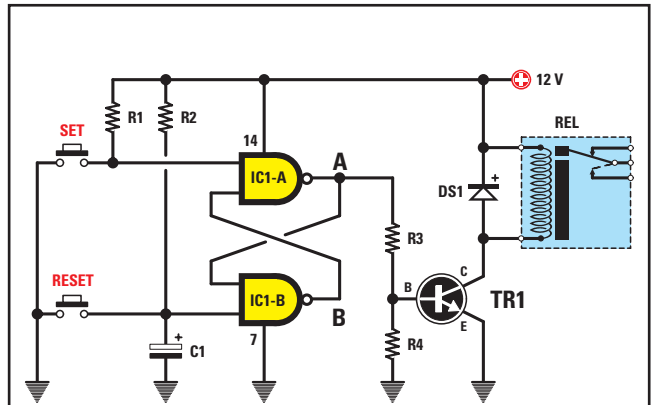 12 V
R1
R2
REL
SET
14
A
IC1-A
+
DS1
R3
RESET
IC1-B
B
C
B
TR1
+
C1
7
R4
E